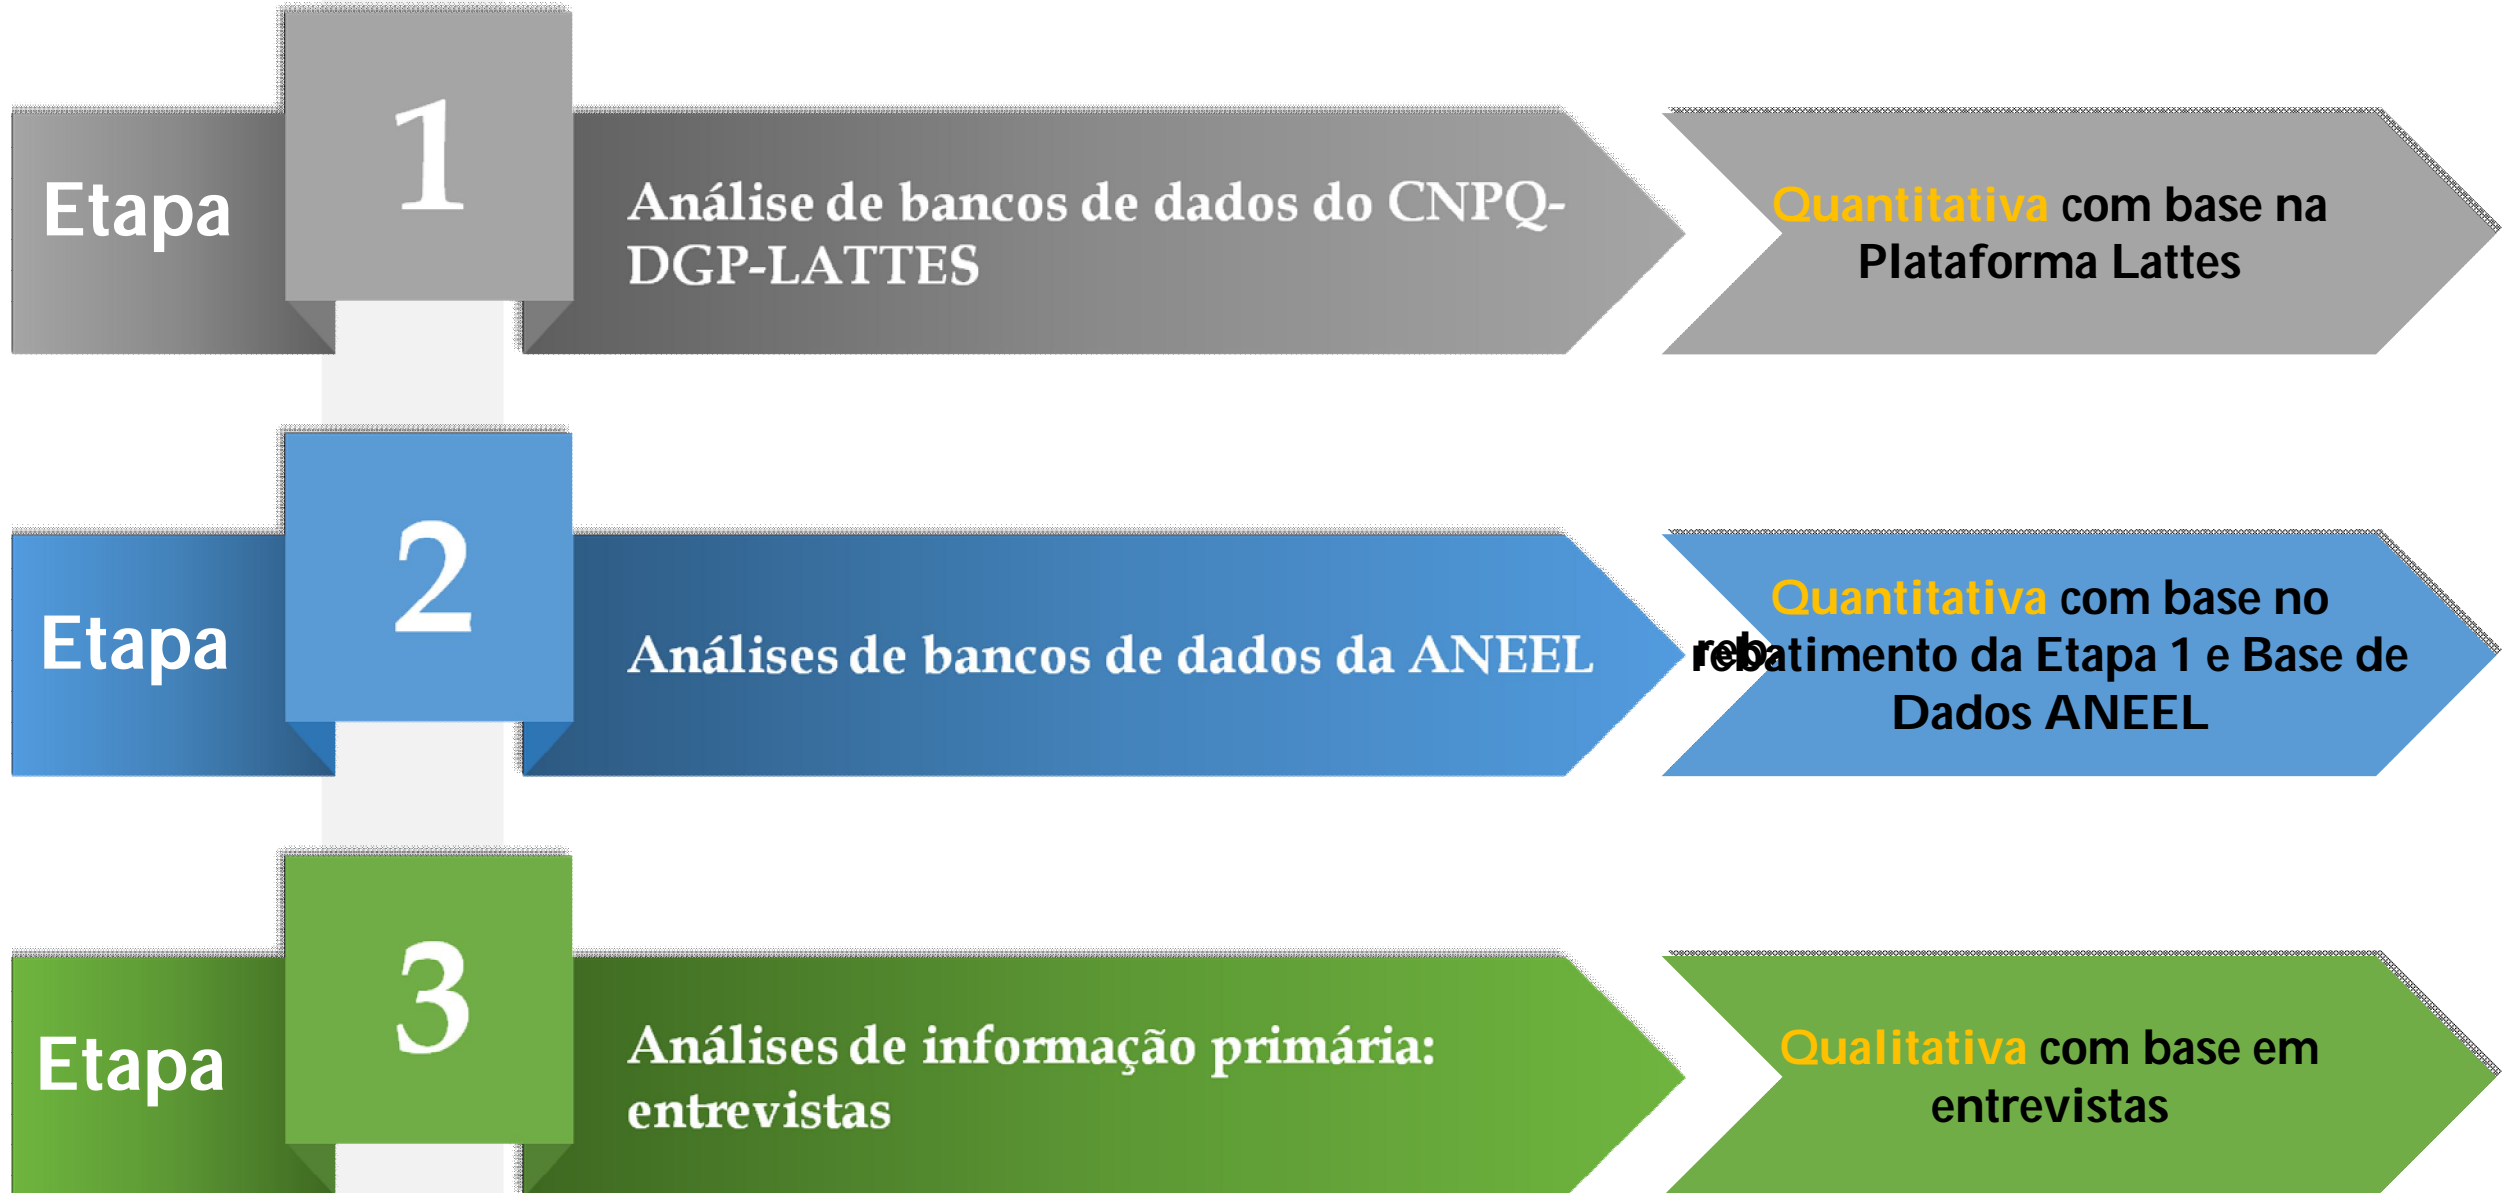 Etapa
1
Análise de bancos de dados do CNPQ-
DGP-LATTES
Quantitativa com base na
Plataforma Lattes
Etapa
2
Análises de bancos de dados da ANEEL
Quantitativa com base no
rebatimento da Etapa 1 e Base de
Dados ANEEL
Etapa
3
Análises de informação primária:
entrevistas
Qualitativa com base em
entrevistas